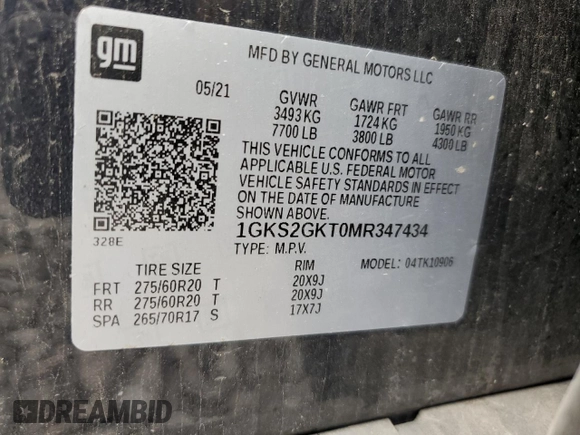 gm
MFD BY GENERAL MOTORS LLC
05/21 GVWR GAWR FRT GAWR RR
3493 KG 1724 KG 1950 KG
7700 LB 3800 LB 4300 LB
THIS VEHICLE CONFORMS TO ALL
APPLICABLE U.S. FEDERAL MOTOR
VEHICLE SAFETY STANDARDS IN EFFECT
ON THE DATE OF MANUFACTURE
SHOWN ABOVE.
1GKS2GKT0MR347434
328E
TYPE: M.P.V. MODEL: 04TK10906
TIRE SIZE RIM
FRT 275/60R20 T 20X9J
RR 275/60R20 T 20X9J
SPA 265/70R17 S 17X7J
DREAMBID